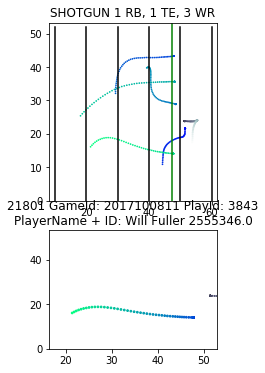 SHOTGUN 1 RB, 1 TE, 3 WR
50
40
30
20
10
0
20 40 60
21801 GameId: 2017100811 PlayId: 3843
PlayerName + ID: Will Fuller 2555346.0
40
20
0
20 30 40 50